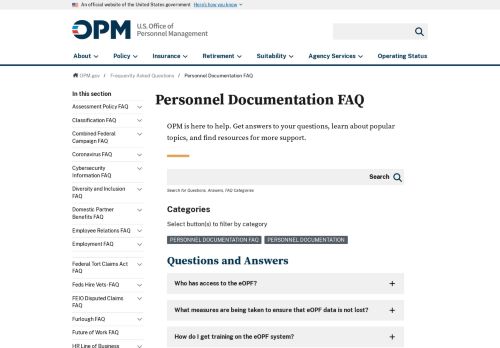 An official website of the United States government Here's how you know
OPM
U.S. Office of
Personnel Management
About
Policy
Insurance
Retirement
Suitability
Agency Services
Operating Status
OPM.gov / Frequently Asked Questions / Personnel Documentation FAQ
In this section
Assessment Policy FAQ
Classification FAQ
Combined Federal
Campaign FAQ
Coronavirus FAQ
Cybersecurity
Information FAQ
Diversity and Inclusion
FAQ
Domestic Partner
Benefits FAQ
Employee Relations FAQ
Employment FAQ
Federal Tort Claims Act
FAQ
Feds Hire Vets- FAQ
FEIO Disputed Claims
FAQ
Furlough FAQ
Future of Work FAQ
HR Line of Business
Personnel Documentation FAQ
OPM is here to help. Get answers to your questions, learn about popular
topics, and find resources for more support.
Search
Search for Questions, Answers, FAQ Categories
Categories
Select button(s) to filter by category
PERSONNEL DOCUMENTATION FAQ
PERSONNEL DOCUMENTATION
Questions and Answers
Who has access to the eOPF?
What measures are being taken to ensure that eOPF data is not lost?
How do I get training on the eOPF system?